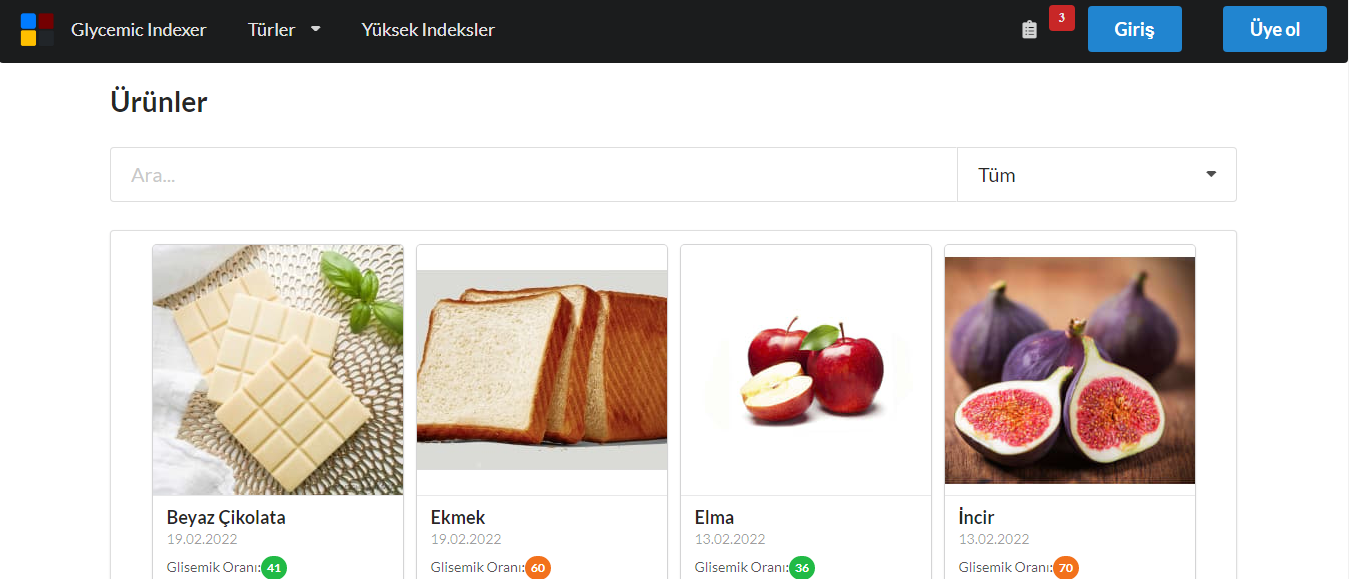 Glycemic Indexer Türler Yüksek Indeksler 3 Giriş Üye ol
Ürünler
Ara... Tüm
Beyaz Çikolata
19.02.2022
Glisemik Oranı: 41
Ekmek
19.02.2022
Glisemik Oranı: 60
Elma
13.02.2022
Glisemik Oranı: 36
İncir
13.02.2022
Glisemik Oranı: 70